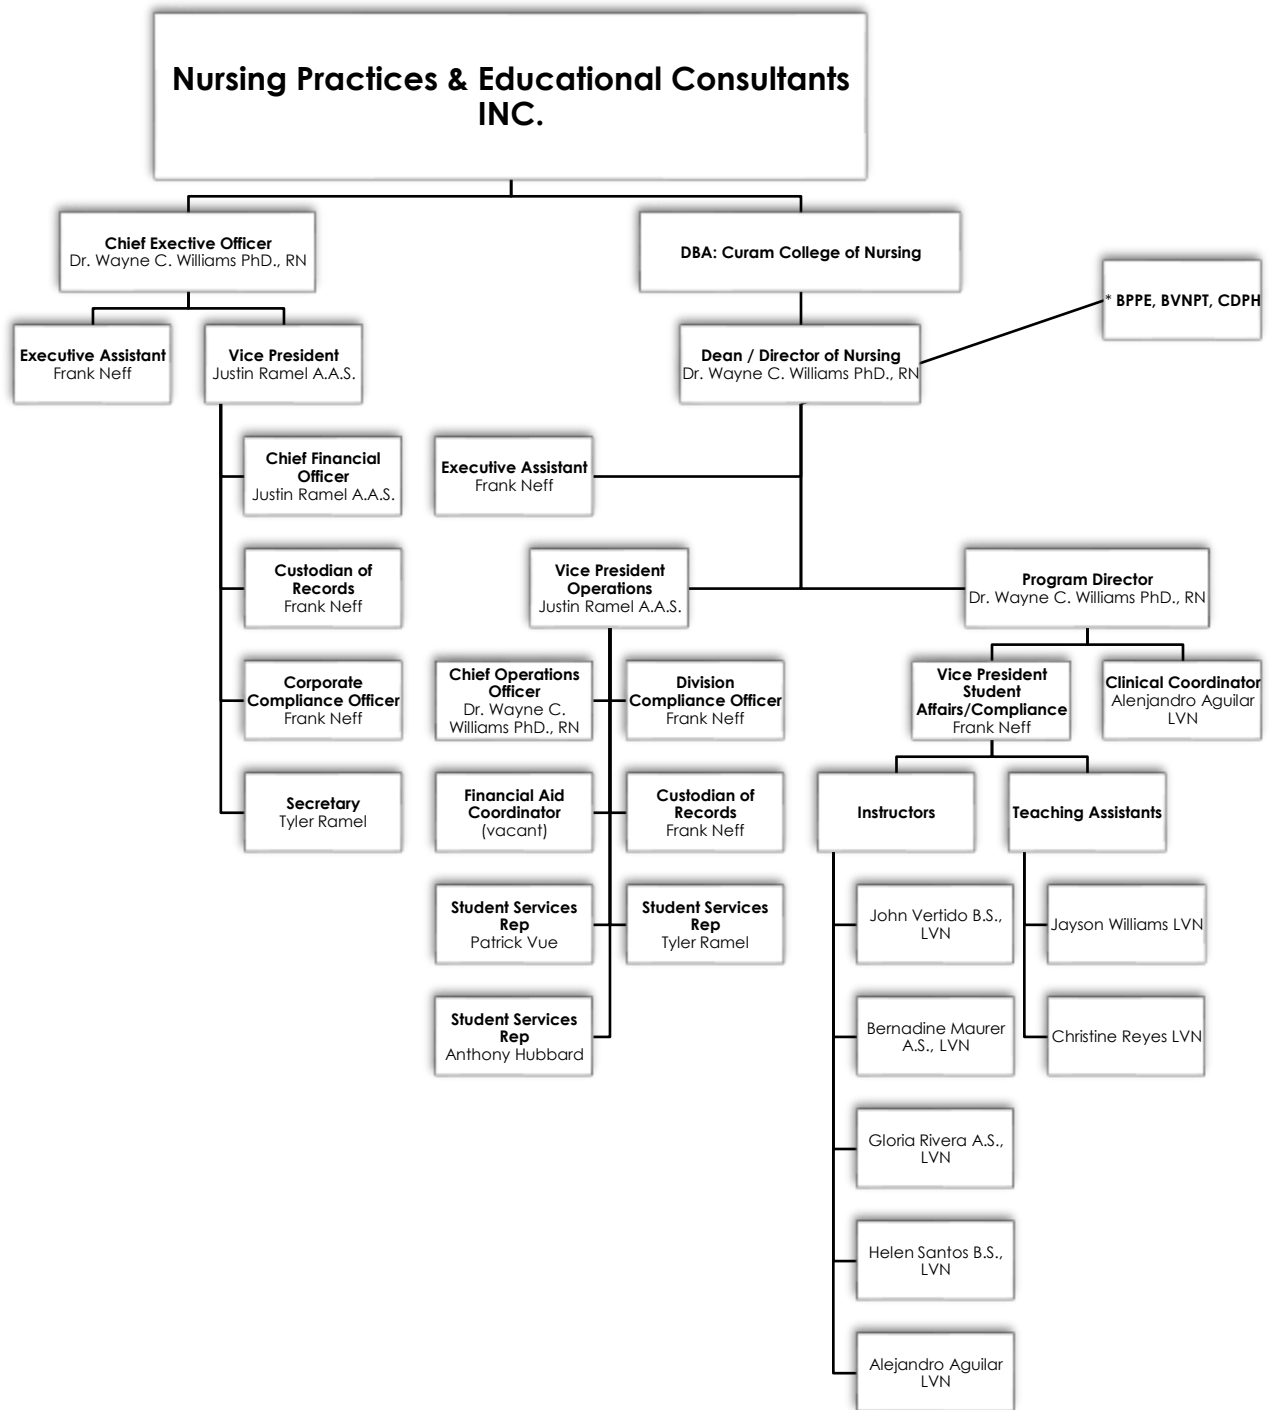 Nursing Practices & Educational Consultants
INC.
Chief Exective Officer
Dr. Wayne C. Williams PhD., RN
DBA: Curam College of Nursing
* BPPE, BVNPT, CDPH
Executive Assistant
Frank Neff
Vice President
Justin Ramel A.A.S.
Dean / Director of Nursing
Dr. Wayne C. Williams PhD., RN
Chief Financial
Officer
Justin Ramel A.A.S.
Executive Assistant
Frank Neff
Custodian of
Records
Frank Neff
Vice President
Operations
Justin Ramel A.A.S.
Program Director
Dr. Wayne C. Williams PhD., RN
Corporate
Compliance Officer
Frank Neff
Chief Operations
Officer
Dr. Wayne C.
Williams PhD., RN
Division
Compliance Officer
Frank Neff
Vice President
Student
Affairs/Compliance
Frank Neff
Clinical Coordinator
Alenjandro Aguilar
LVN
Secretary
Tyler Ramel
Financial Aid
Coordinator
(vacant)
Custodian of
Records
Frank Neff
Instructors
Teaching Assistants
Student Services
Rep
Patrick Vue
Student Services
Rep
Tyler Ramel
John Vertido B.S.,
LVN
Jayson Williams LVN
Student Services
Rep
Anthony Hubbard
Bernadine Maurer
A.S., LVN
Christine Reyes LVN
Gloria Rivera A.S.,
LVN
Helen Santos B.S.,
LVN
Alejandro Aguilar
LVN